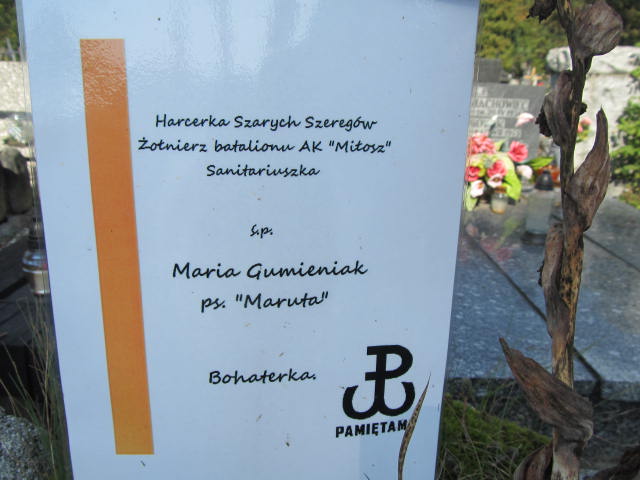 Harcerka Szarych Szeregów
Żołnierz batalionu AK "Miłosz"
Sanitariuszka
ś.p.
Maria Gumieniak
ps. "Maruta"
Bohaterka.
PAMIĘTAM